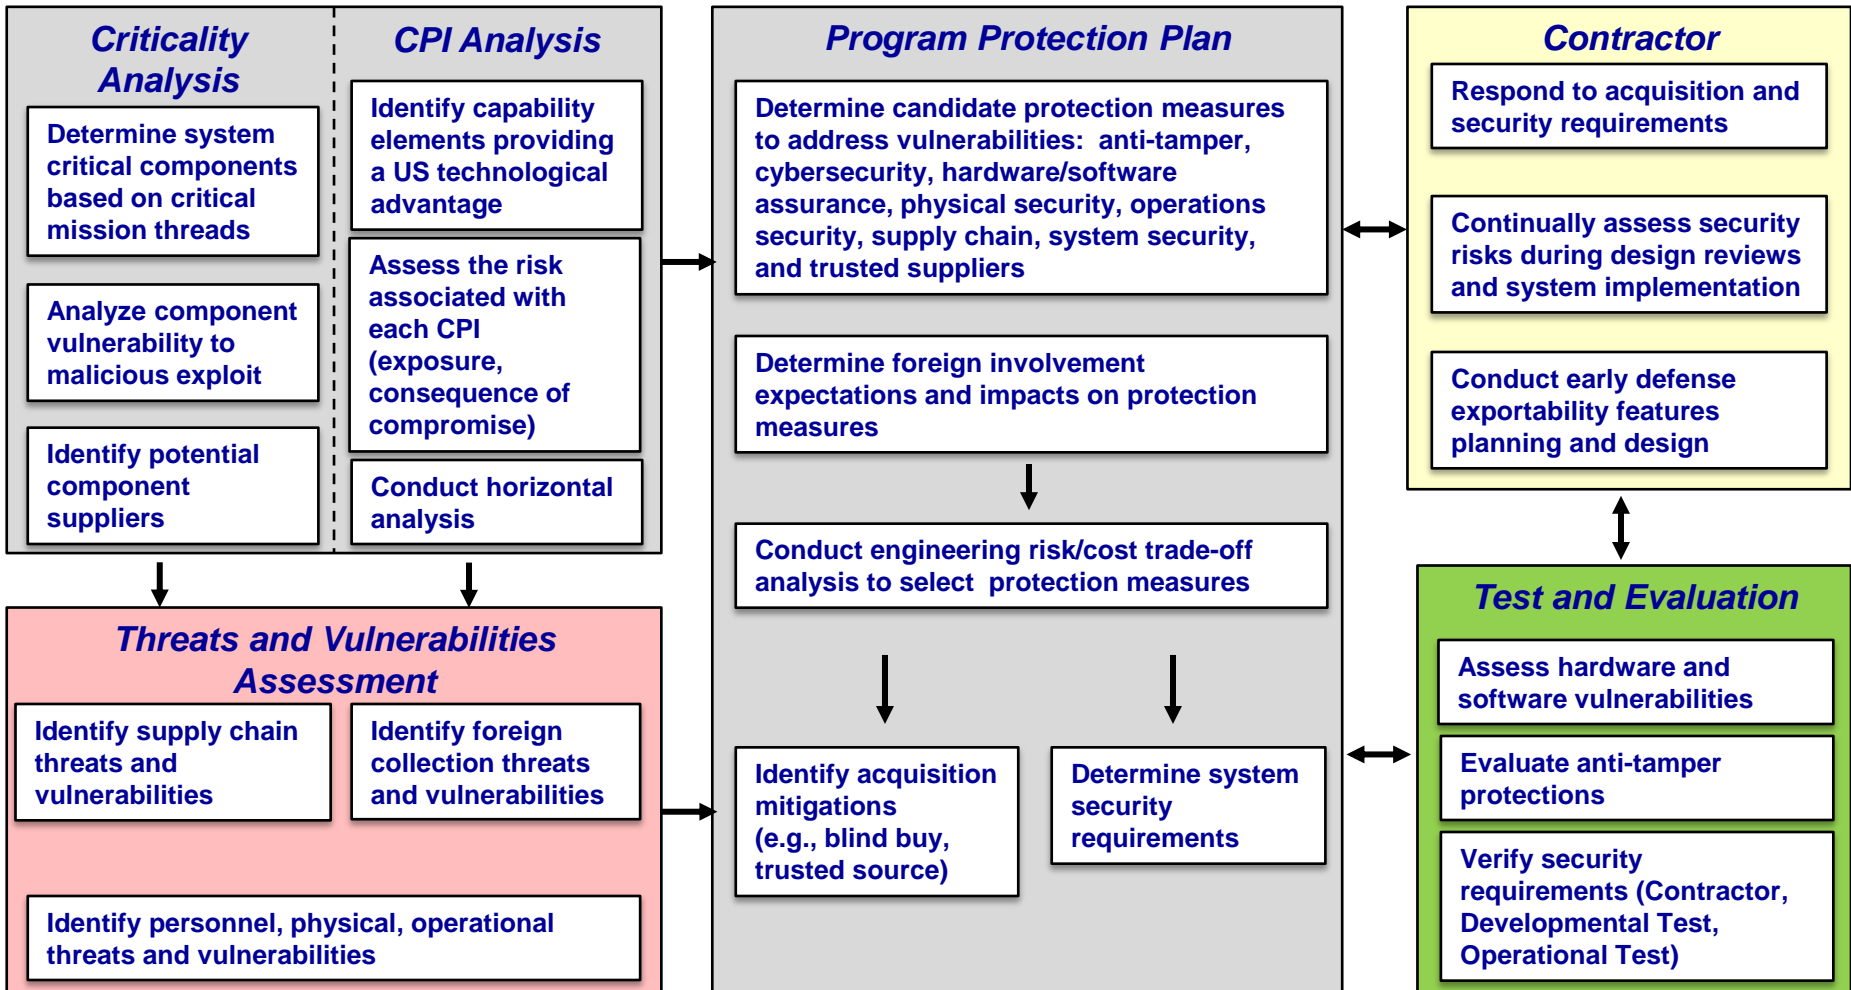 Criticality
Analysis
Determine system
critical components
based on critical
mission threads
Analyze component
vulnerability to
malicious exploit
Identify potential
component
suppliers
CPI Analysis
Identify capability
elements providing
a US technological
advantage
Assess the risk
associated with
each CPI
(exposure,
consequence of
compromise)
Conduct horizontal
analysis
Threats and Vulnerabilities
Assessment
Identify supply chain
threats and
vulnerabilities
Identify foreign
collection threats
and vulnerabilities
Identify personnel, physical, operational
threats and vulnerabilities
Program Protection Plan
Determine candidate protection measures
to address vulnerabilities:  anti-tamper,
cybersecurity, hardware/software
assurance, physical security, operations
security, supply chain, system security,
and trusted suppliers
Determine foreign involvement
expectations and impacts on protection
measures
Conduct engineering risk/cost trade-off
analysis to select  protection measures
Identify acquisition
mitigations
(e.g., blind buy,
trusted source)
Determine system
security
requirements
Contractor
Respond to acquisition and
security requirements
Continually assess security
risks during design reviews
and system implementation
Conduct early defense
exportability features
planning and design
Test and Evaluation
Assess hardware and
software vulnerabilities
Evaluate anti-tamper
protections
Verify security
requirements (Contractor,
Developmental Test,
Operational Test)